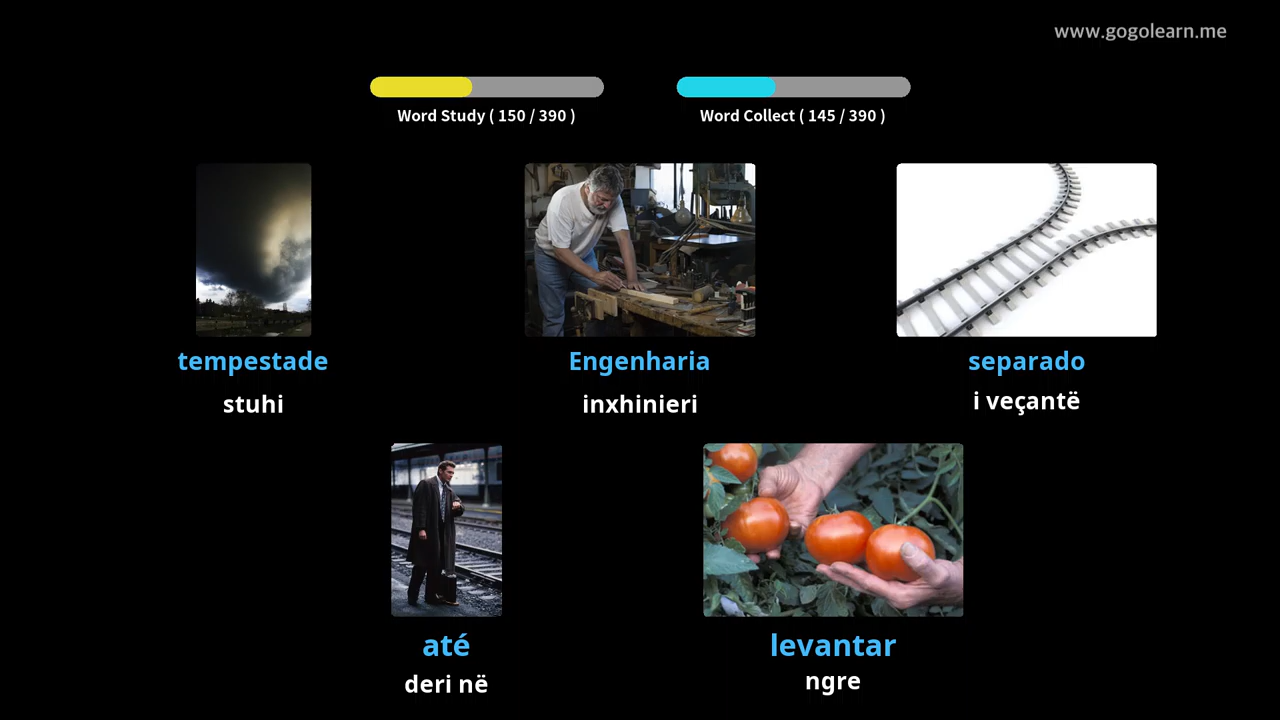 www.gogolearn.me
Word Study ( 150 / 390 )
Word Collect ( 145 / 390 )
tempestade
stuhi
Engenharia
inxhinieri
separado
i veçantë
até
deri në
levantar
ngre